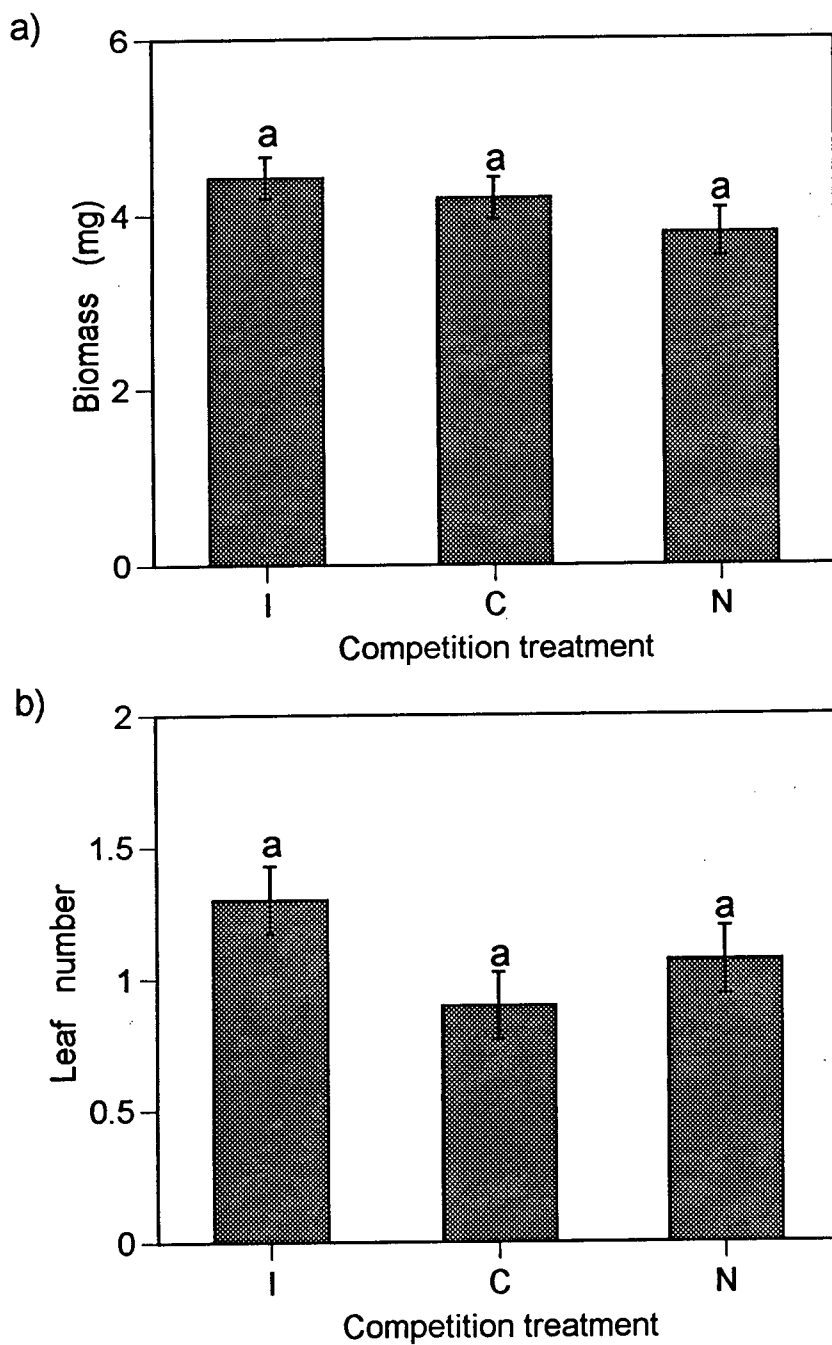 a)
6
4
2
0
Biomass (mg)
a
a
a
I
C
N
Competition treatment
b)
2
1.5
1
0.5
0
Leaf number
a
a
a
I
C
N
Competition treatment